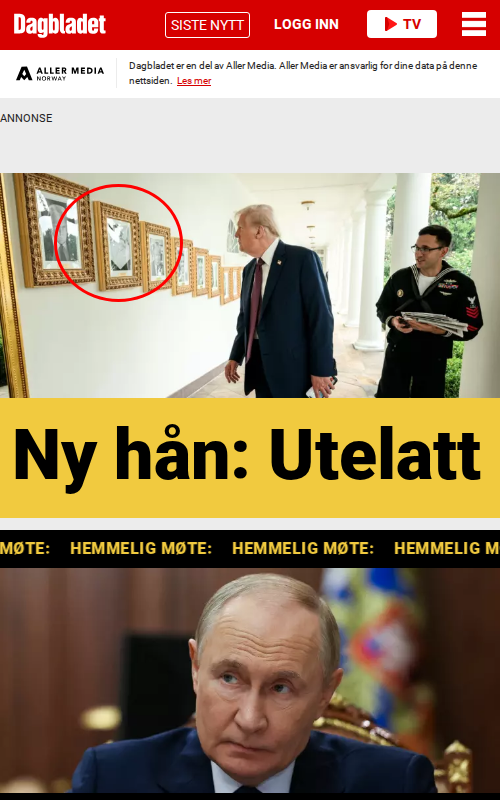 Dagbladet
SISTE NYTT
LOGG INN
TV
ALLER MEDIA
NORWAY
Dagbladet er en del av Aller Media. Aller Media er ansvarlig for dine data på denne
nettsiden. Les mer
ANNONSE
Ny hån: Utelatt
MØTE: HEMMELIG MØTE: HEMMELIG MØTE: HEMMELIG M